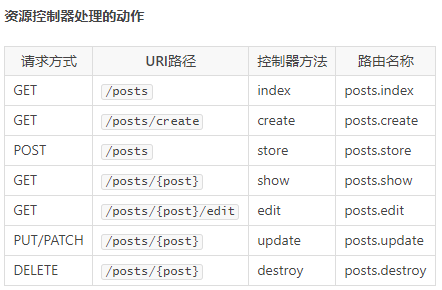 资源控制器处理的动作
请求方式 URI路径 控制器方法 路由名称
GET /posts index posts.index
GET /posts/create create posts.create
POST /posts store posts.store
GET /posts/{post} show posts.show
GET /posts/{post}/edit edit posts.edit
PUT/PATCH /posts/{post} update posts.update
DELETE /posts/{post} destroy posts.destroy